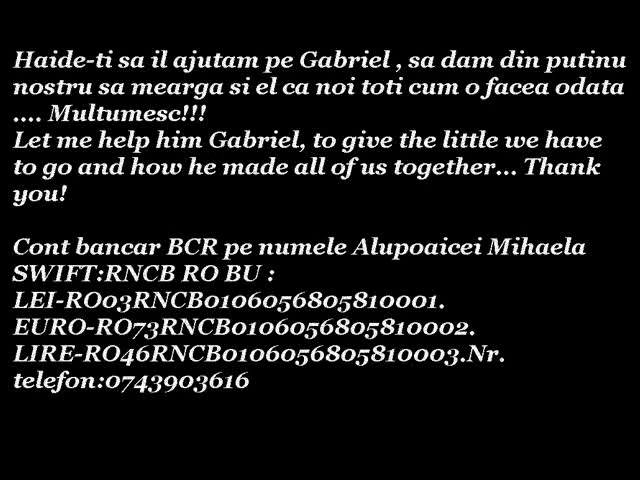 Haide-ti sa il ajutam pe Gabriel , sa dam din putinu
nostru sa mearga si el ca noi toti cum o facea odata
.... Multumesc!!!
Let me help him Gabriel, to give the little we have
to go and how he made all of us together... Thank
you!
Cont bancar BCR pe numele Alupoaicei Mihaela
SWIFT:RNCB RO BU :
LEI-RO03RNCB0106056805810001.
EURO-RO73RNCB0106056805810002.
LIRE-RO46RNCB0106056805810003.Nr.
telefon:0743903616